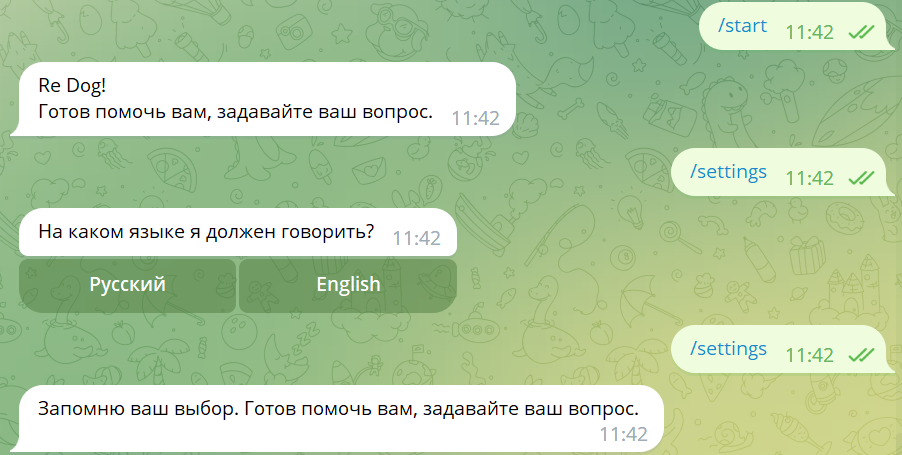 /start 11:42
Re Dog!
Готов помочь вам, задавайте ваш вопрос. 11:42
/settings 11:42
На каком языке я должен говорить? 11:42
Русский English
/settings 11:42
Запомню ваш выбор. Готов помочь вам, задавайте ваш вопрос.
11:42